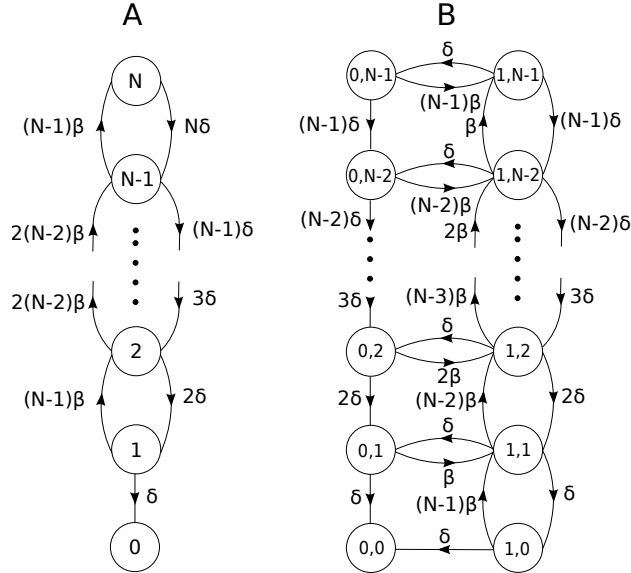 A
B
N
(N-1)β
Nδ
N-1
2(N-2)β
(N-1)δ
2(N-2)β
3δ
2
(N-1)β
2δ
1
δ
0
δ
0,N-1
1,N-1
(N-1)β
(N-1)δ
β
(N-1)δ
δ
0,N-2
1,N-2
(N-2)β
(N-2)δ
2β
(N-2)δ
3δ
(N-3)β
3δ
δ
0,2
1,2
2β
2δ
(N-2)β
2δ
δ
0,1
1,1
β
δ
(N-1)β
δ
δ
0,0
1,0